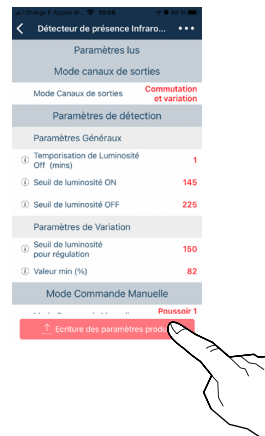 Détecteur de présence Infraro...
Paramètres lus
Mode canaux de sorties
Mode Canaux de sorties
Commutation et variation
Paramètres de détection
Paramètres Généraux
Temporisation de Luminosité Off (mins)
1
Seuil de luminosité ON
145
Seuil de luminosité OFF
225
Paramètres de Variation
Seuil de luminosité pour régulation
150
Valeur min (%)
82
Mode Commande Manuelle
Poussoir 1
Ecriture des paramètres produ